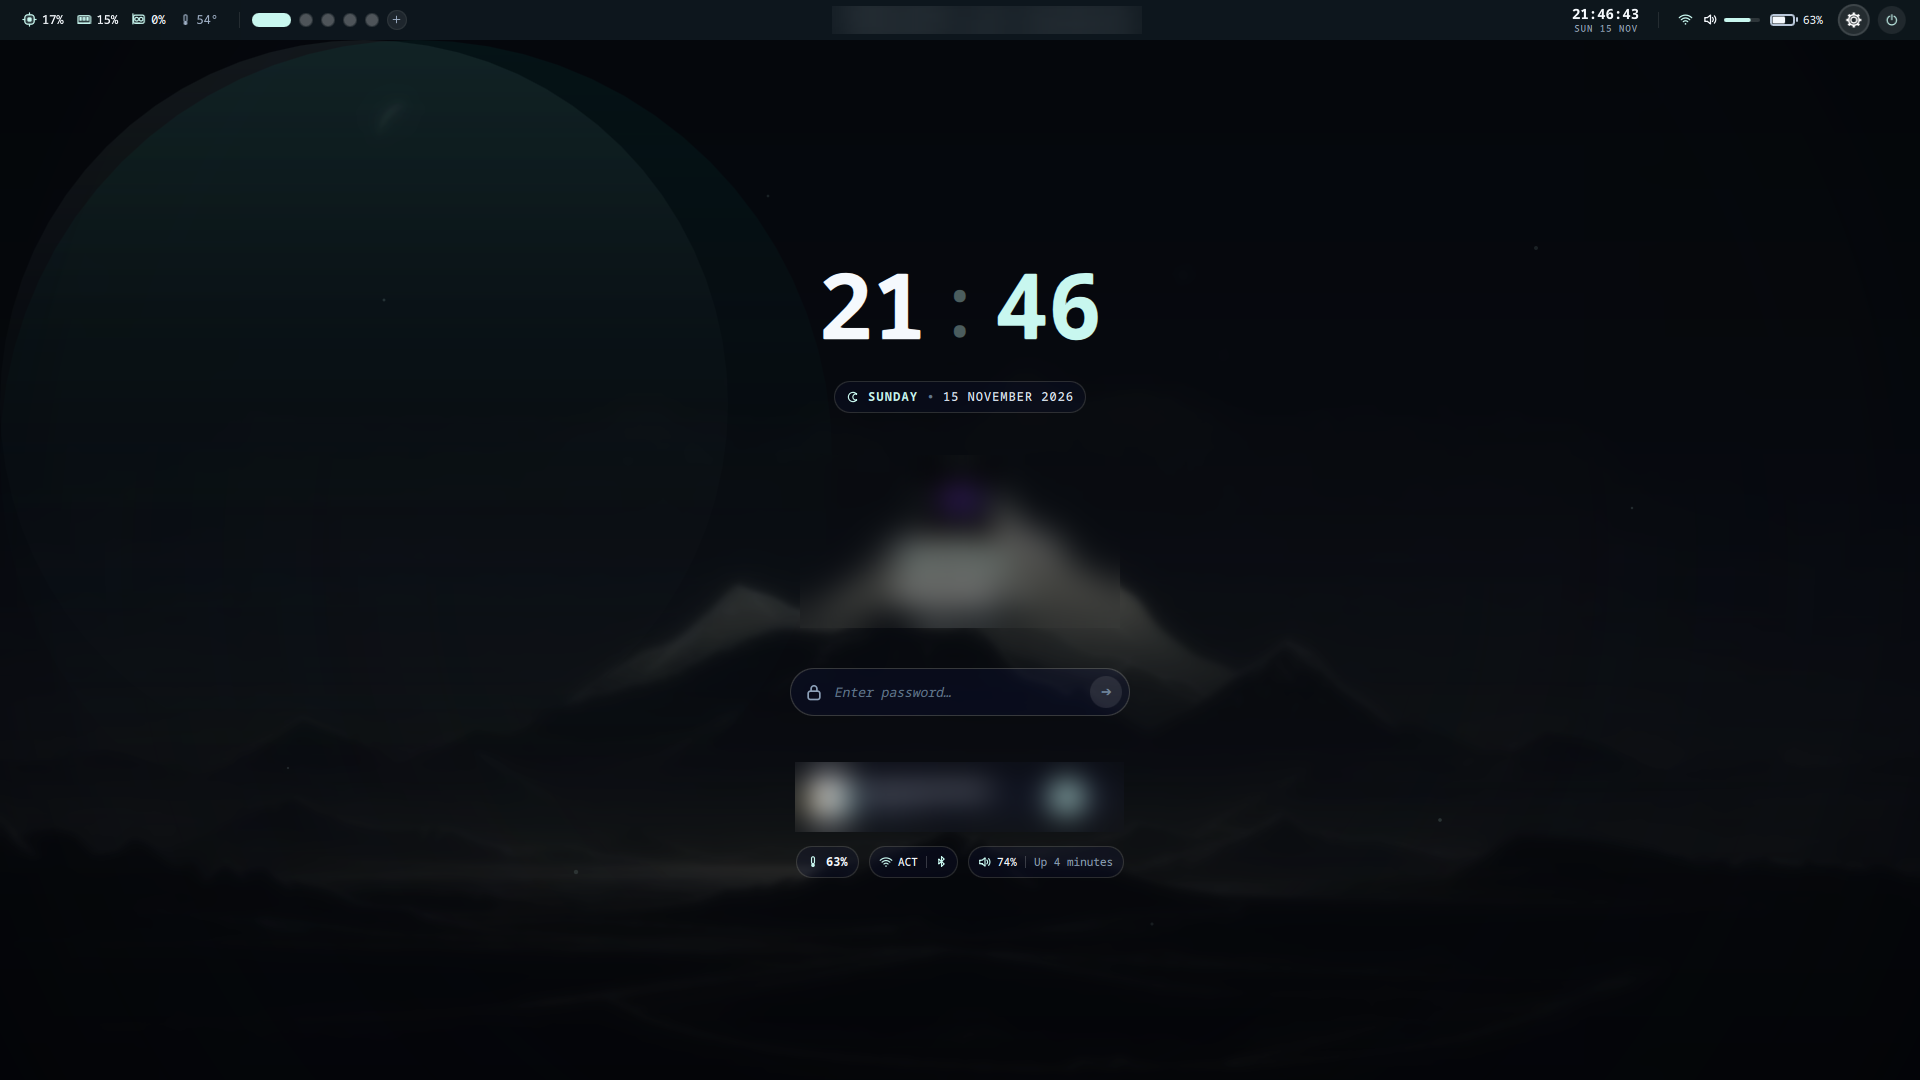 17% 15% 0% 54° +
21:46:43
SUN 15 NOV
63%
21:46
SUNDAY • 15 NOVEMBER 2026
Enter password…
63% ACT 74% Up 4 minutes